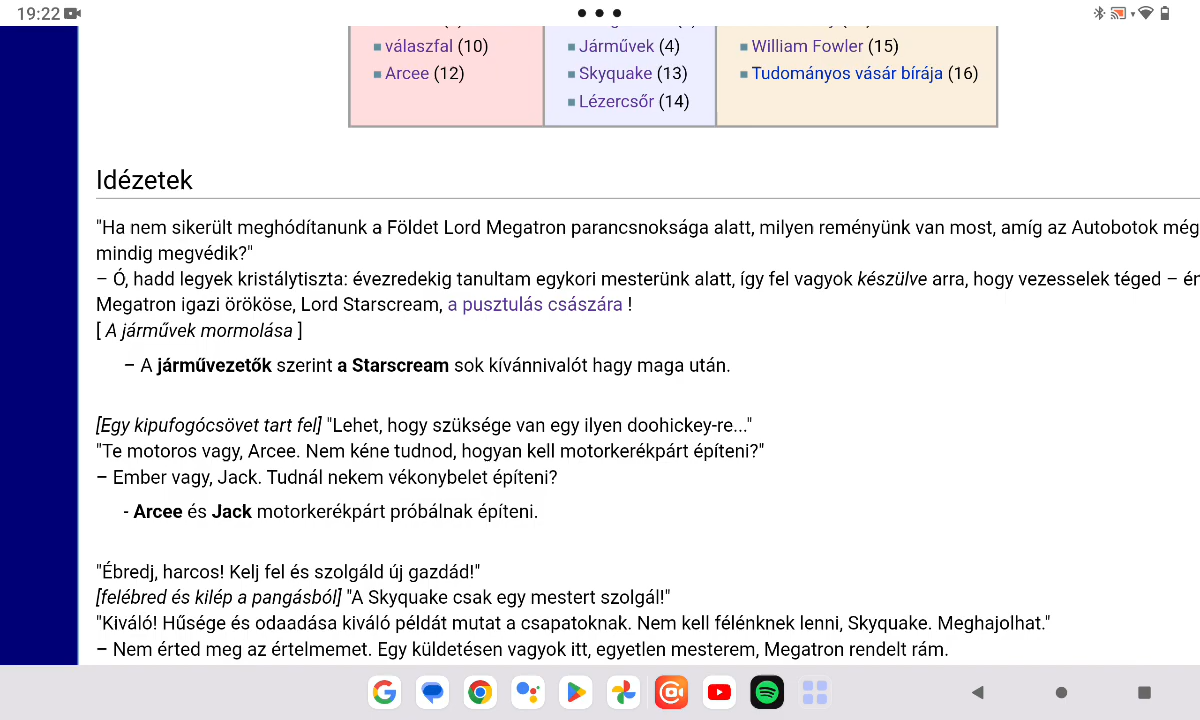 19:22
válaszfal (10)
Járművek (4)
William Fowler (15)
Arcee (12)
Skyquake (13)
Tudományos vásár bírája (16)
Lézercsőr (14)
Idézetek
"Ha nem sikerült meghódítanunk a Földet Lord Megatron parancsnoksága alatt, milyen reményünk van most, amíg az Autobotok még
mindig megvédik?"
– Ó, hadd legyek kristálytiszta: évezredekig tanultam egykori mesterünk alatt, így fel vagyok készülve arra, hogy vezesselek téged – én
Megatron igazi örököse, Lord Starscream, a pusztulás császára !
[ A járművek mormolása ]
– A járművezetők szerint a Starscream sok kívánnivalót hagy maga után.
[Egy kipufogócsövet tart fel] "Lehet, hogy szüksége van egy ilyen doohickey-re..."
"Te motoros vagy, Arcee. Nem kéne tudnod, hogyan kell motorkerékpárt építeni?"
– Ember vagy, Jack. Tudnál nekem vékonybelet építeni?
- Arcee és Jack motorkerékpárt próbálnak építeni.
"Ébredj, harcos! Kelj fel és szolgáld új gazdád!"
[felébred és kilép a pangásból] "A Skyquake csak egy mestert szolgál!"
"Kiváló! Hűsége és odaadása kiváló példát mutat a csapatoknak. Nem kell félénknek lenni, Skyquake. Meghajolhat."
– Nem érted meg az értelmemet. Egy küldetésen vagyok itt, egyetlen mesterem, Megatron rendelt rám.